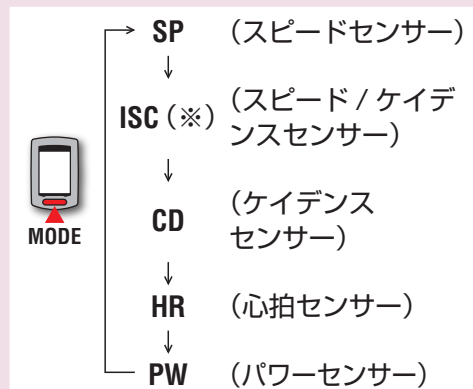 SP （スピードセンサー）
ISC（※）（スピード / ケイデ
ンスセンサー）
CD （ケイデンス
センサー）
MODE
HR （心拍センサー）
PW （パワーセンサー）